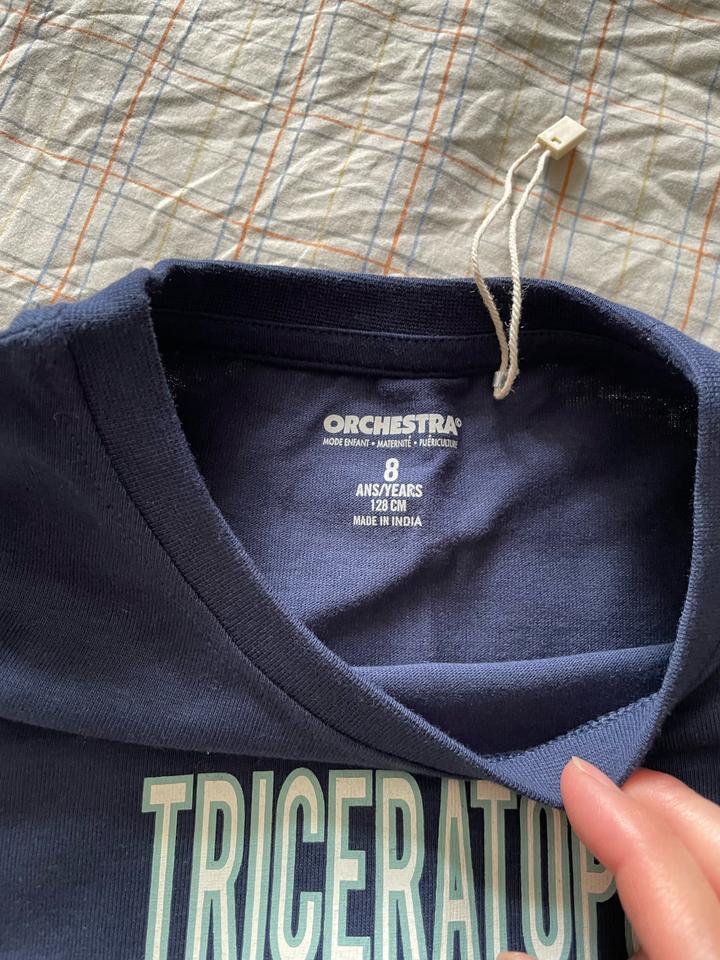 ORCHESTRA®
MODE ENFANT • MATERNITÉ • PUÉRICULTURE
8
ANS/YEARS
128 CM
MADE IN INDIA
TRICERATOP